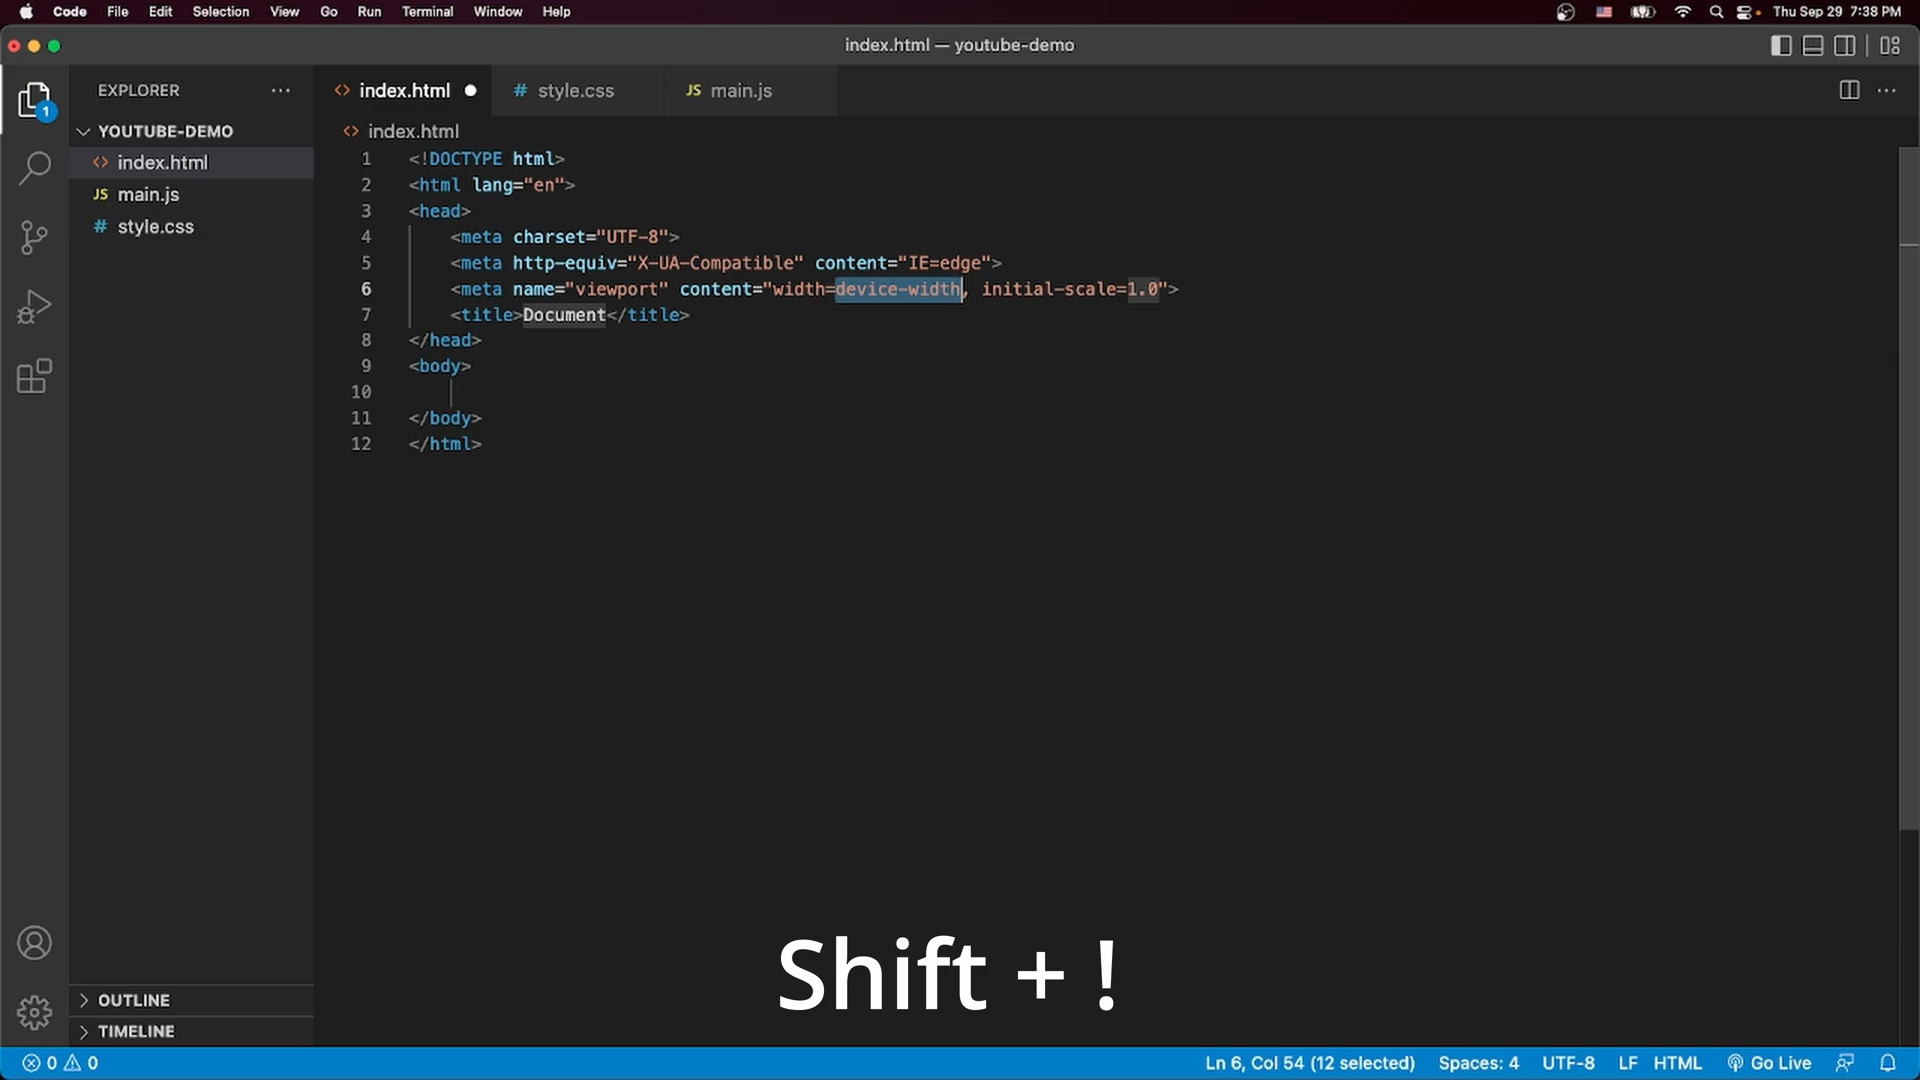 Code File Edit Selection View Go Run Terminal Window Help Thu Sep 29 7:38 PM
index.html — youtube-demo
1
EXPLORER ···
YOUTUBE-DEMO
<> index.html
JS main.js
# style.css
<> index.html ● # style.css JS main.js ···
<> index.html
1 <!DOCTYPE html>
2 <html lang="en">
3 <head>
4 <meta charset="UTF-8">
5 <meta http-equiv="X-UA-Compatible" content="IE=edge">
6 <meta name="viewport" content="width=device-width, initial-scale=1.0">
7 <title>Document</title>
8 </head>
9 <body>
10
11 </body>
12 </html>
Shift + !
OUTLINE
TIMELINE
0 0 Ln 6, Col 54 (12 selected) Spaces: 4 UTF-8 LF HTML Go Live